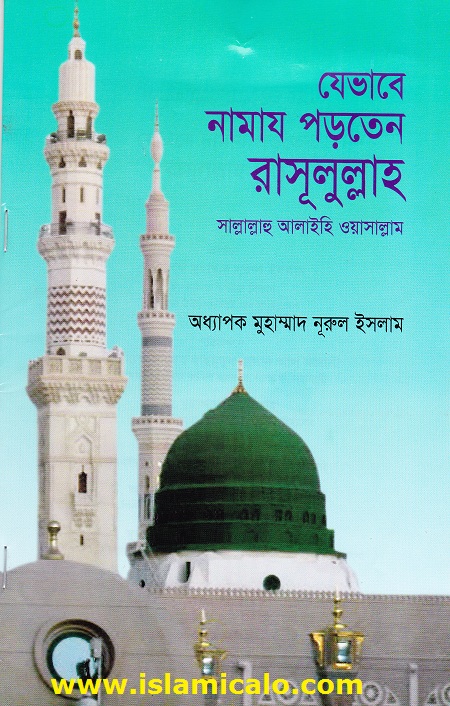 যেভাবে
নামায পড়তেন
রাসূলুল্লাহ
সাল্লাল্লাহু আলাইহি ওয়াসাল্লাম
অধ্যাপক মুহাম্মাদ নূরুল ইসলাম
www.islamicalo.com